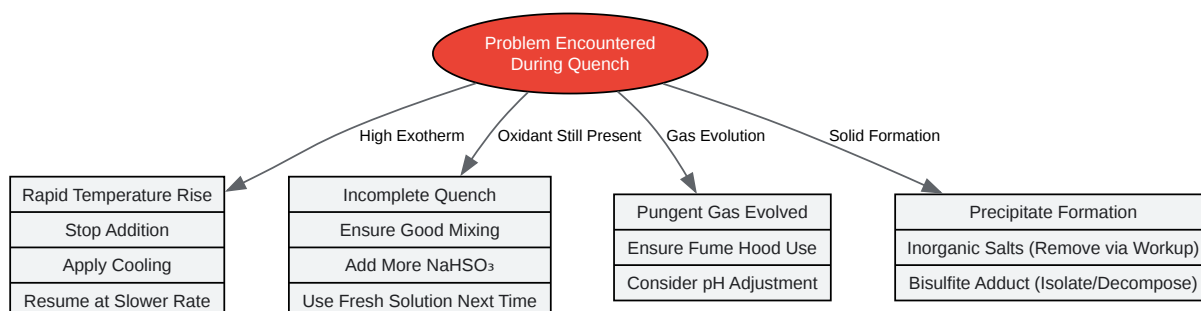 Problem Encountered
During Quench
High Exotherm
Oxidant Still Present
Gas Evolution
Solid Formation
Rapid Temperature Rise
Stop Addition
Apply Cooling
Resume at Slower Rate
Incomplete Quench
Ensure Good Mixing
Add More NaHSO₃
Use Fresh Solution Next Time
Pungent Gas Evolved
Ensure Fume Hood Use
Consider pH Adjustment
Precipitate Formation
Inorganic Salts (Remove via Workup)
Bisulfite Adduct (Isolate/Decompose)